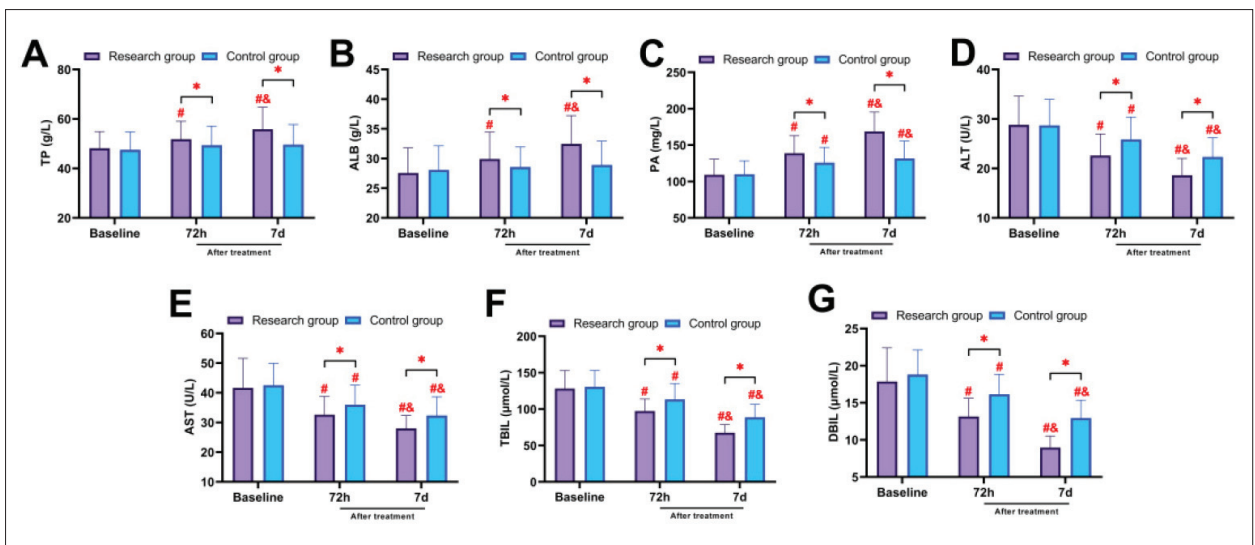 A
Research group Control group
TP (g/L)
80
60
40
20
*
*
#
#&
Baseline 72h 7d
After treatment
B
Research group Control group
ALB (g/L)
45
40
35
30
25
20
*
*
#
#&
Baseline 72h 7d
After treatment
C
Research group Control group
PA (mg/L)
250
200
150
100
50
*
*
# #
#& #&
Baseline 72h 7d
After treatment
D
Research group Control group
ALT (U/L)
40
30
20
10
*
*
# #
#& #&
Baseline 72h 7d
After treatment
E
Research group Control group
AST (U/L)
60
50
40
30
20
10
*
*
# #
#& #&
Baseline 72h 7d
After treatment
F
Research group Control group
TBIL (μmol/L)
200
150
100
50
0
*
*
# #
#& #&
Baseline 72h 7d
After treatment
G
Research group Control group
DBIL (μmol/L)
25
20
15
10
5
*
*
# #
#& #&
Baseline 72h 7d
After treatment